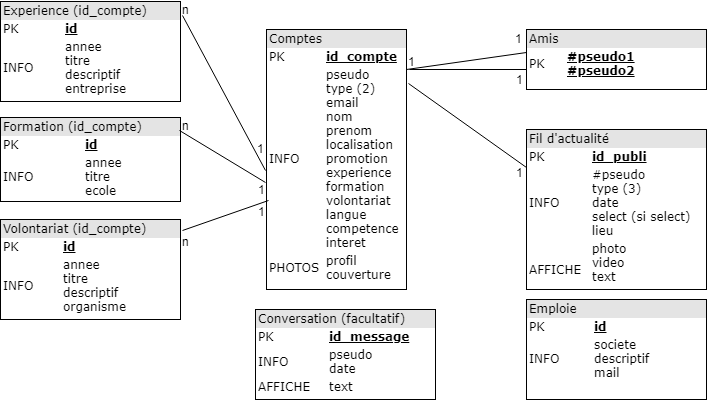 Experience (id_compte)
PK id
INFO
annee
titre
descriptif
entreprise
n
Formation (id_compte)
PK id
INFO
annee
titre
ecole
n
Volontariat (id_compte)
PK id
INFO
annee
titre
descriptif
organisme
n
1
1
1
Comptes
PK id_compte
INFO
pseudo
type (2)
email
nom
prenom
localisation
promotion
experience
formation
volontariat
langue
competence
interet
PHOTOS
profil
couverture
1
1
1
1
Conversation (facultatif)
PK id_message
INFO
pseudo
date
AFFICHE text
Amis
PK
#pseudo1
#pseudo2
Fil d'actualité
PK id_publi
INFO
#pseudo
type (3)
date
select (si select)
lieu
AFFICHE
photo
video
text
Emploie
PK id
INFO
societe
descriptif
mail